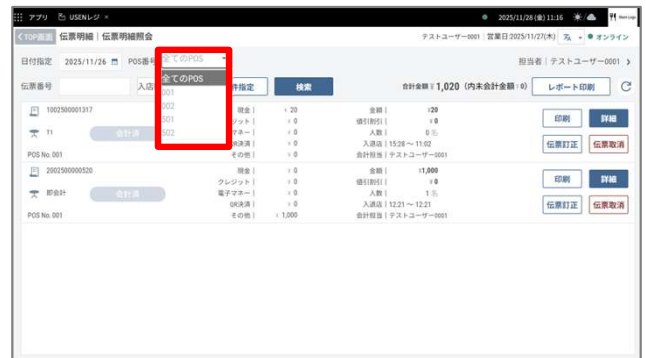 アプリ USENレジ × 2025/11/28(金) 11:16
<TOP画面 伝票明細 | 伝票明細照会 テストユーザー0001 | 営業日:2025/11/27(木) オンライン
日付指定 2025/11/26 POS番号 全てのPOS 担当者 | テストユーザー0001 >
全てのPOS
001
002
501
502
伝票番号 入店 件指定 検索 合計金額 ¥ 1,020 (内未会計金額 : 0) レポート印刷
1002500001317 現金 | ¥ 20 金額 | ¥20 印刷 詳細
ジット | ¥ 0 値引割引 | ¥ 0
T1 会計済 マネー | ¥ 0 人数 | 0 名
QR決済 | ¥ 0 入退店 | 15:28 ~ 11:02 伝票訂正 伝票取消
POS No. 001 その他 | ¥ 0 会計担当 | テストユーザー0001
2002500000520 現金 | ¥ 0 金額 | ¥1,000 印刷 詳細
クレジット | ¥ 0 値引割引 | ¥ 0
即会計 会計済 電子マネー | ¥ 0 人数 | 1 名
QR決済 | ¥ 0 入退店 | 12:21 ~ 12:21 伝票訂正 伝票取消
POS No. 001 その他 | ¥ 1,000 会計担当 | テストユーザー0001